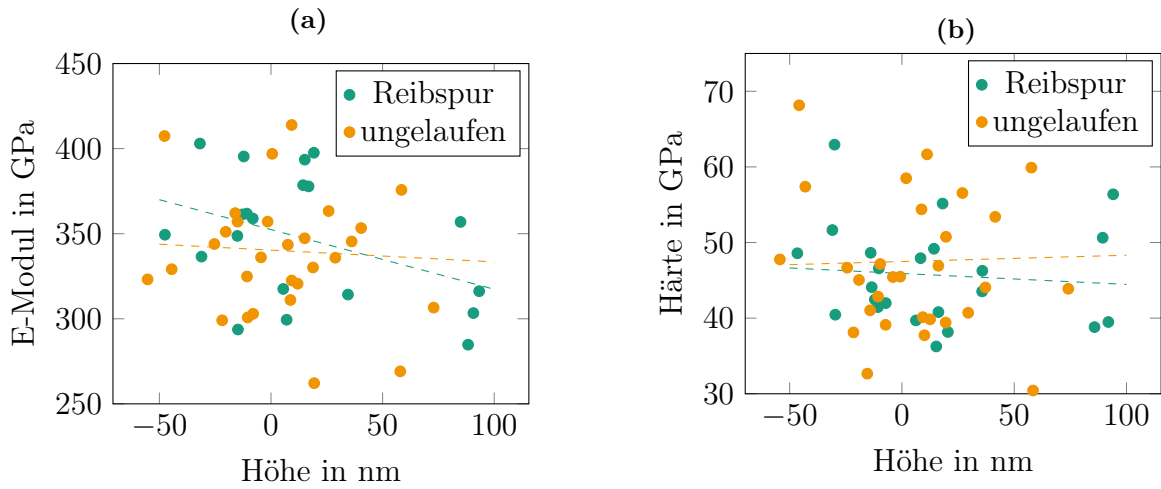 (a)
450
400
350
300
250
E-Modul in GPa
Reibspur
ungelaufen
−50
0
50
100
Höhe in nm
(b)
70
60
50
40
30
Härte in GPa
Reibspur
ungelaufen
−50
0
50
100
Höhe in nm